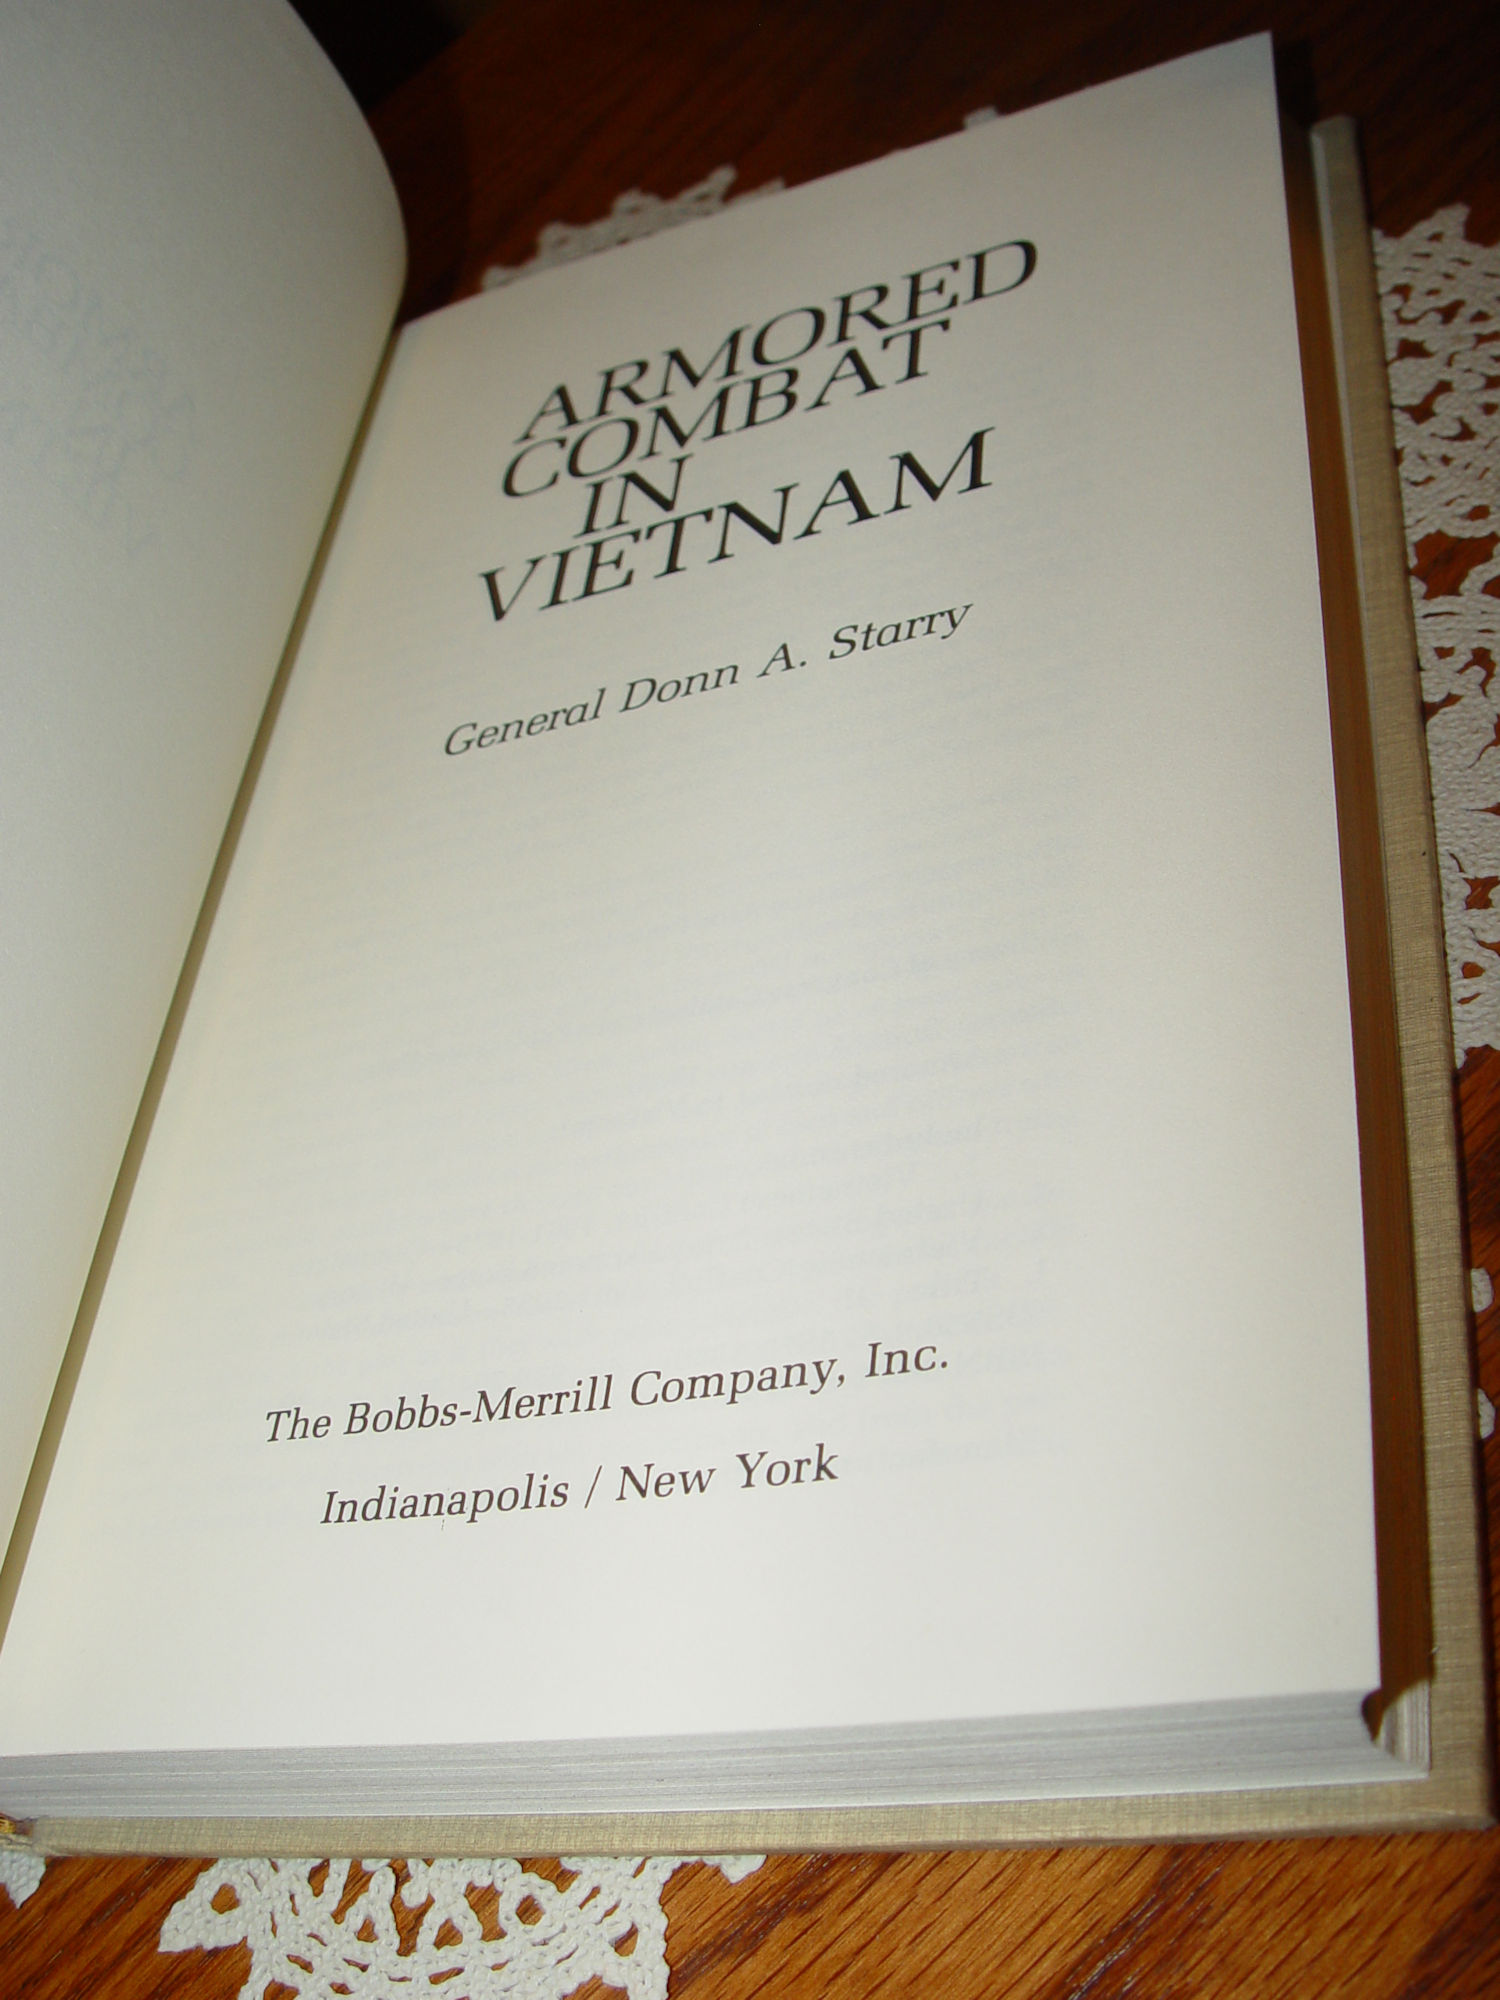 ARMORED
COMBAT
IN
VIETNAM
General Donn A. Starry
The Bobbs-Merrill Company, Inc.
Indianapolis / New York